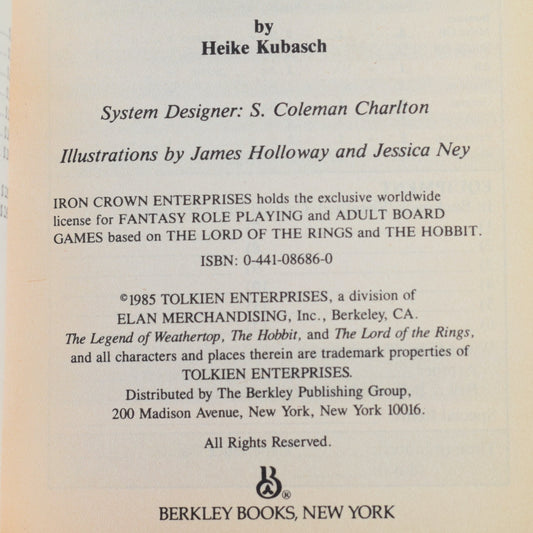 by
Heike Kubasch
System Designer: S. Coleman Charlton
Illustrations by James Holloway and Jessica Ney
IRON CROWN ENTERPRISES holds the exclusive worldwide
license for FANTASY ROLE PLAYING and ADULT BOARD
GAMES based on THE LORD OF THE RINGS and THE HOBBIT.
ISBN: 0-441-08686-0
©1985 TOLKIEN ENTERPRISES, a division of
ELAN MERCHANDISING, Inc., Berkeley, CA.
The Legend of Weathertop, The Hobbit, and The Lord of the Rings,
and all characters and places therein are trademark properties of
TOLKIEN ENTERPRISES.
Distributed by The Berkley Publishing Group,
200 Madison Avenue, New York, New York 10016.
All Rights Reserved.
B®
BERKLEY BOOKS, NEW YORK